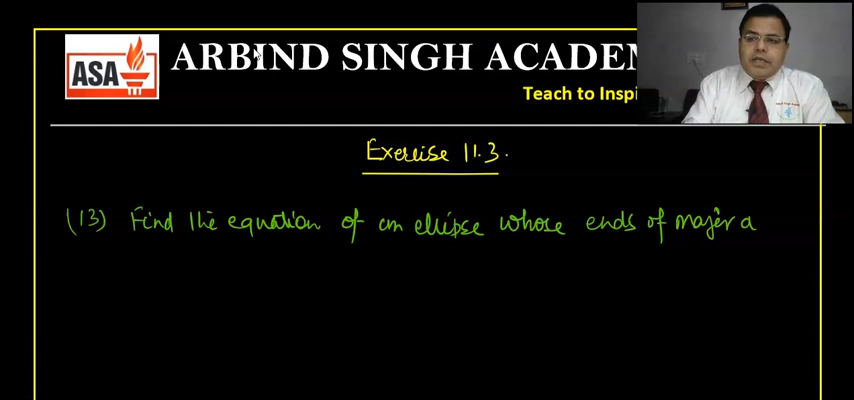 ASA
ARBIND SINGH ACADEM
Teach to Inspi
Exercise 11.3.
(13) Find the equation of an ellipse whose ends of major a